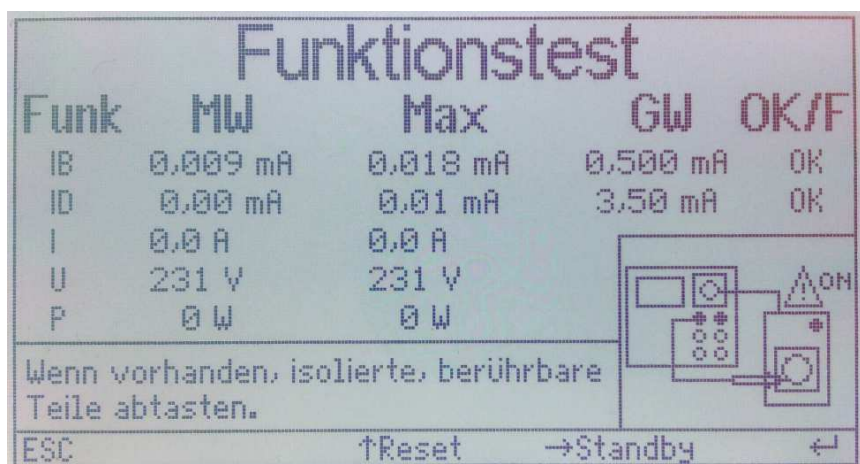 Funktionstest
Funk MW Max GW OK/F
IB 0,009 mA 0,018 mA 0,500 mA OK
ID 0,00 mA 0,01 mA 3,50 mA OK
I 0,0 A 0,0 A
U 231 V 231 V
P 0 W 0 W
ON
Wenn vorhanden, isolierte, berührbare
Teile abtasten.
ESC ↑Reset →Standby ↵